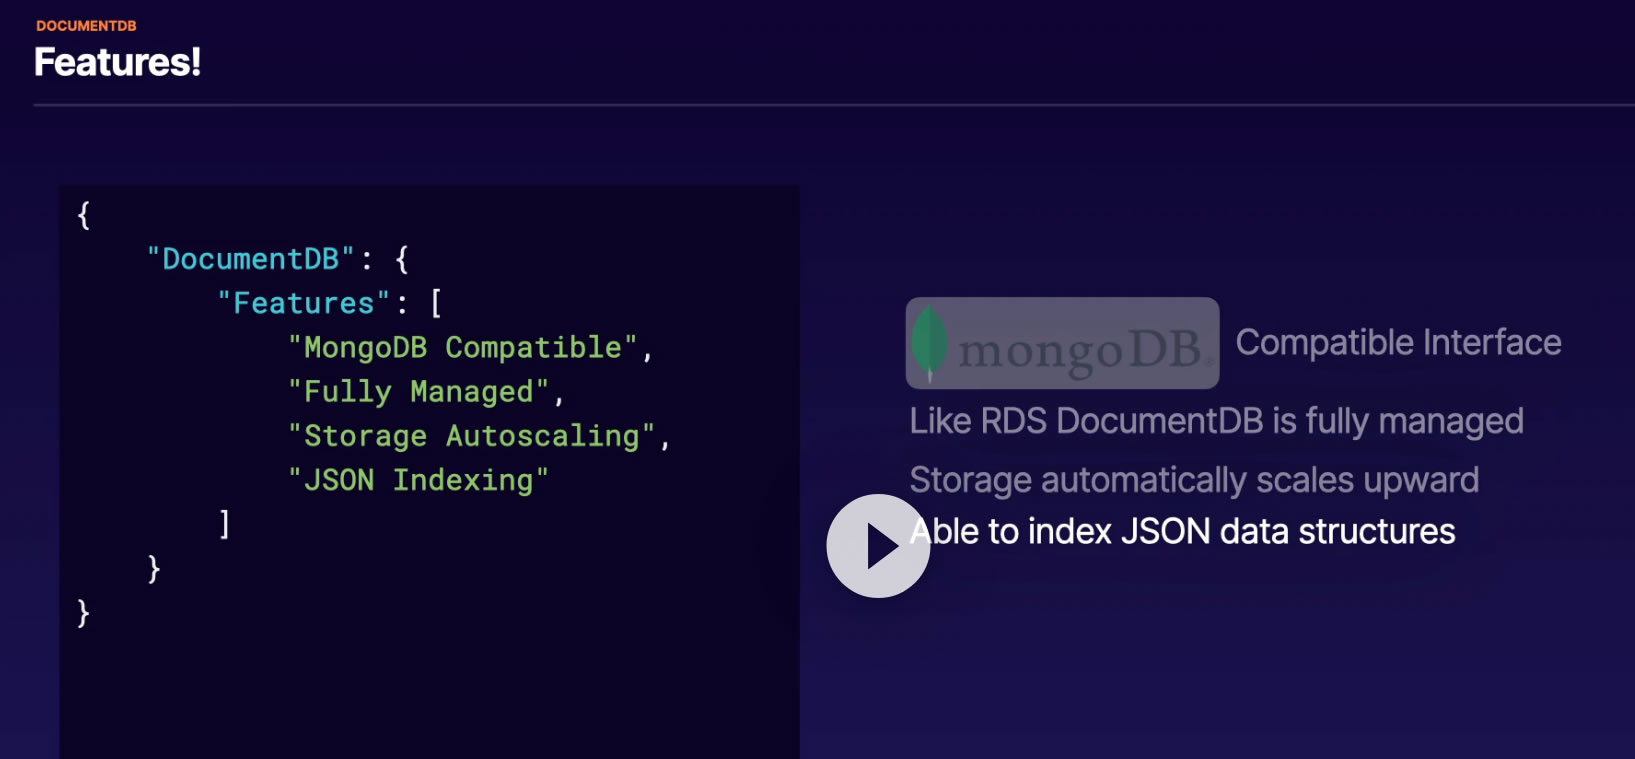 DOCUMENTDB
Features!
{
"DocumentDB": {
"Features": [
"MongoDB Compatible",
"Fully Managed",
"Storage Autoscaling",
"JSON Indexing"
]
}
}
mongoDB® Compatible Interface
Like RDS DocumentDB is fully managed
Storage automatically scales upward
Able to index JSON data structures